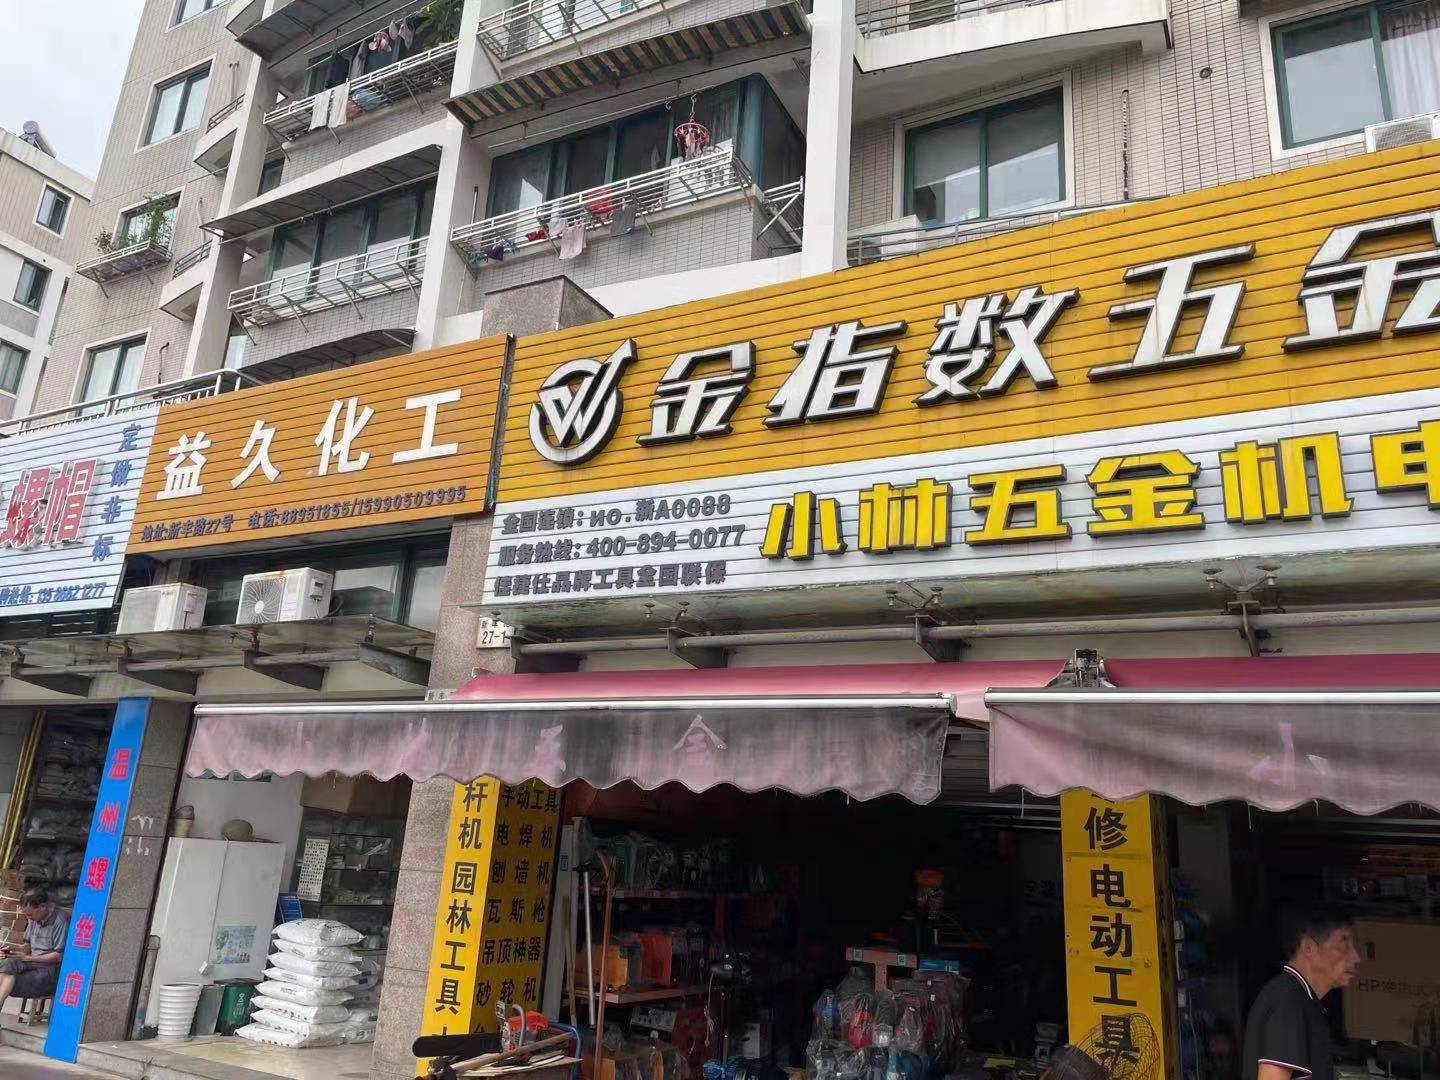 定做非标
螺帽
益久化工
地址:新丰路27号 电话:88951855/15990509995
金指数五金
小林五金机电
全国连锁：NO.浙A0088
服务热线：400-894-0077
佳捷仕品牌工具全国联保
27-1
温州螺丝店
杆机园林工具
手动工具
电焊机
刨墙机
瓦斯枪
吊顶神器
砂轮机
修电动工具